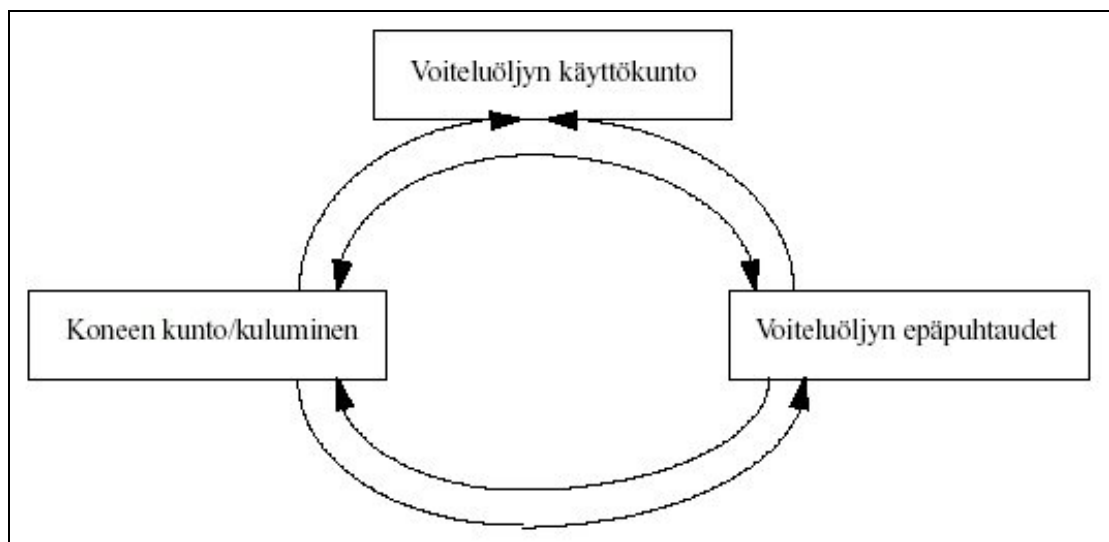 Voiteluöljyn käyttökunto
Koneen kunto/kuluminen
Voiteluöljyn epäpuhtaudet